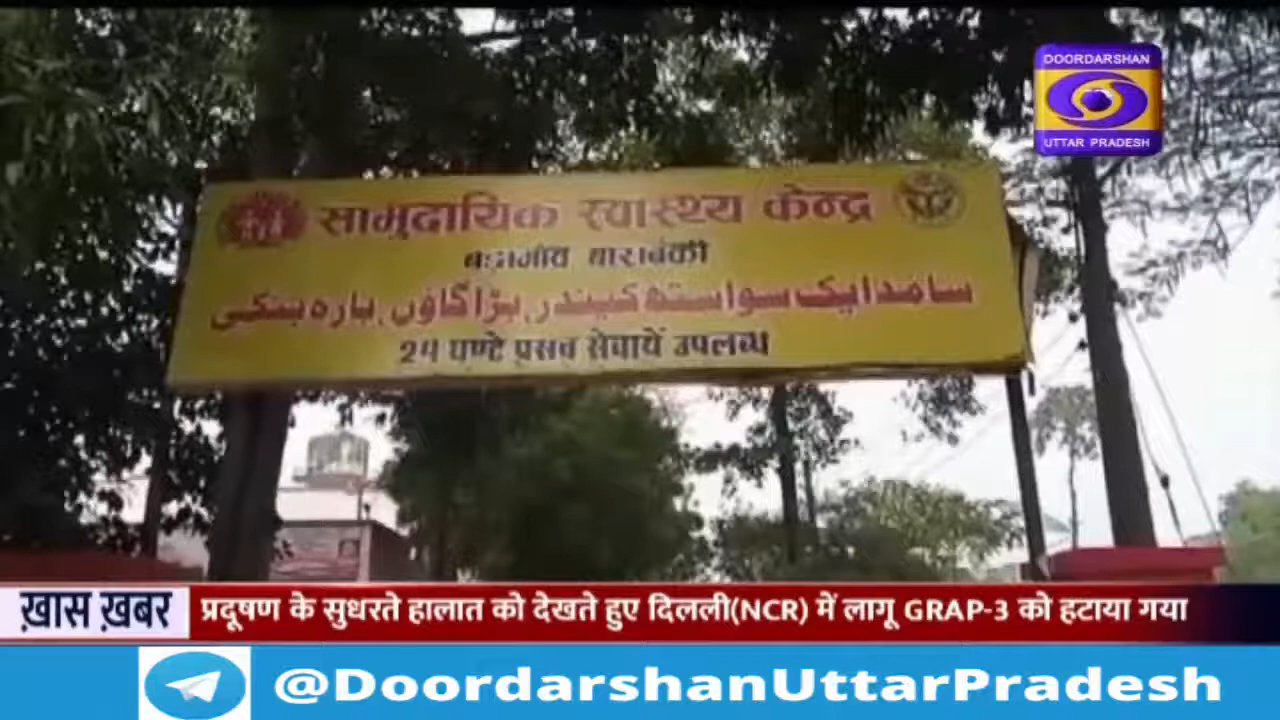 DOORDARSHAN
UTTAR PRADESH
सामुदायिक स्वास्थ्य केन्द्र
बड़ागाँव बाराबंकी
سامدایک سواستھ کیندر، بڑاگاؤں، بارہ بنکی
24 घण्टे प्रसव सेवायें उपलब्ध
ख़ास ख़बर
प्रदूषण के सुधरते हालात को देखते हुए दिलली(NCR) में लागू GRAP-3 को हटाया गया
@DoordarshanUttarPradesh